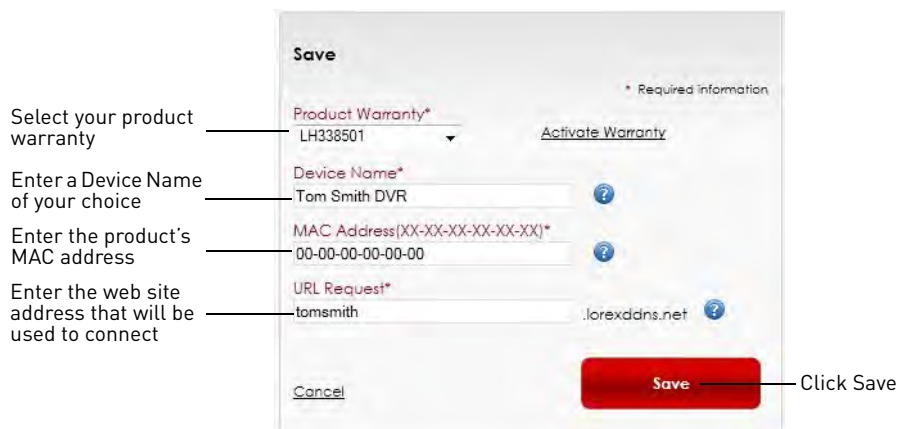 Save
* Required information
Select your product
warranty
Product Warranty*
LH338501
Activate Warranty
Enter a Device Name
of your choice
Device Name*
Tom Smith DVR
?
Enter the product's
MAC address
MAC Address(XX-XX-XX-XX-XX-XX)*
00-00-00-00-00-00
?
Enter the web site
address that will be
used to connect
URL Request*
tomsmith
.lorexddns.net
?
Cancel
Save
Click Save